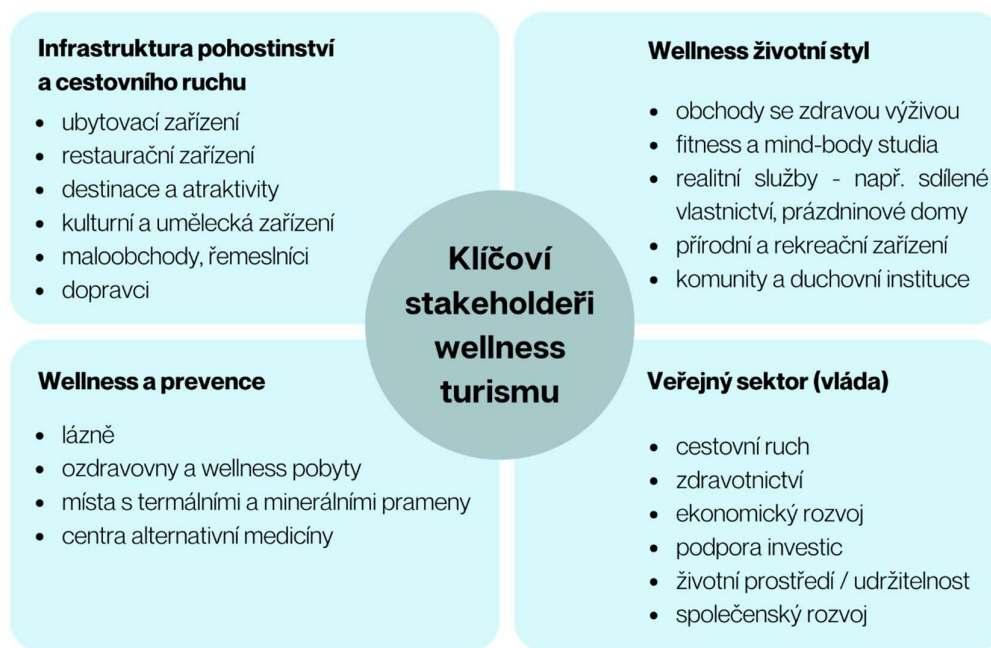 Infrastruktura pohostinství
a cestovního ruchu
• ubytovací zařízení
• restaurační zařízení
• destinace a atraktivity
• kulturní a umělecká zařízení
• maloobchody, řemeslníci
• dopravci
Wellness životní styl
• obchody se zdravou výživou
• fitness a mind-body studia
• realitní služby - např. sdílené
vlastnictví, prázdninové domy
• přírodní a rekreační zařízení
• komunity a duchovní instituce
Klíčoví
stakeholdeři
wellness
turismu
Wellness a prevence
• lázně
• ozdravovny a wellness pobyty
• místa s termálními a minerálními prameny
• centra alternativní medicíny
Veřejný sektor (vláda)
• cestovní ruch
• zdravotnictví
• ekonomický rozvoj
• podpora investic
• životní prostředí / udržitelnost
• společenský rozvoj